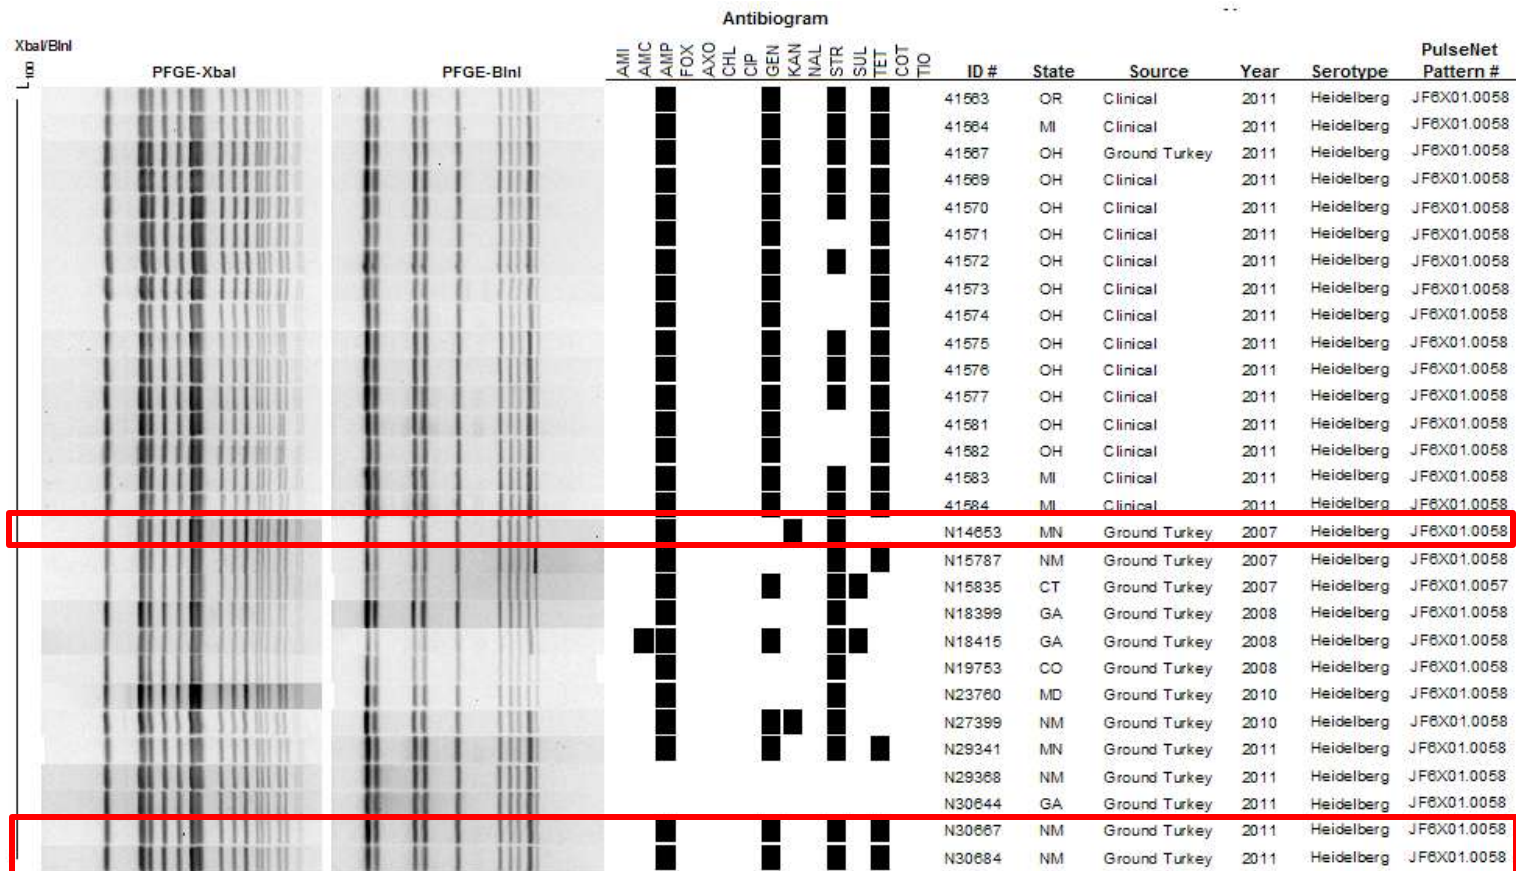 Antibiogram
XbaI/BlnI
100
PFGE-XbaI PFGE-BlnI AMI AMC AMP FOX AXO CHL CIP GEN KAN NAL STR SUL TET COT TIO ID # State Source Year Serotype PulseNet Pattern #
41563 OR Clinical 2011 Heidelberg JF6X01.0058
41564 MI Clinical 2011 Heidelberg JF6X01.0058
41567 OH Ground Turkey 2011 Heidelberg JF6X01.0058
41569 OH Clinical 2011 Heidelberg JF6X01.0058
41570 OH Clinical 2011 Heidelberg JF6X01.0058
41571 OH Clinical 2011 Heidelberg JF6X01.0058
41572 OH Clinical 2011 Heidelberg JF6X01.0058
41573 OH Clinical 2011 Heidelberg JF6X01.0058
41574 OH Clinical 2011 Heidelberg JF6X01.0058
41575 OH Clinical 2011 Heidelberg JF6X01.0058
41576 OH Clinical 2011 Heidelberg JF6X01.0058
41577 OH Clinical 2011 Heidelberg JF6X01.0058
41581 OH Clinical 2011 Heidelberg JF6X01.0058
41582 OH Clinical 2011 Heidelberg JF6X01.0058
41583 MI Clinical 2011 Heidelberg JF6X01.0058
41584 MI Clinical 2011 Heidelberg JF6X01.0058
N14653 MN Ground Turkey 2007 Heidelberg JF6X01.0058
N15787 NM Ground Turkey 2007 Heidelberg JF6X01.0058
N15835 CT Ground Turkey 2007 Heidelberg JF6X01.0057
N18399 GA Ground Turkey 2008 Heidelberg JF6X01.0058
N18415 GA Ground Turkey 2008 Heidelberg JF6X01.0058
N19753 CO Ground Turkey 2008 Heidelberg JF6X01.0058
N23760 MD Ground Turkey 2010 Heidelberg JF6X01.0058
N27399 NM Ground Turkey 2010 Heidelberg JF6X01.0058
N29341 MN Ground Turkey 2011 Heidelberg JF6X01.0058
N29368 NM Ground Turkey 2011 Heidelberg JF6X01.0058
N30644 GA Ground Turkey 2011 Heidelberg JF6X01.0058
N30667 NM Ground Turkey 2011 Heidelberg JF6X01.0058
N30684 NM Ground Turkey 2011 Heidelberg JF6X01.0058